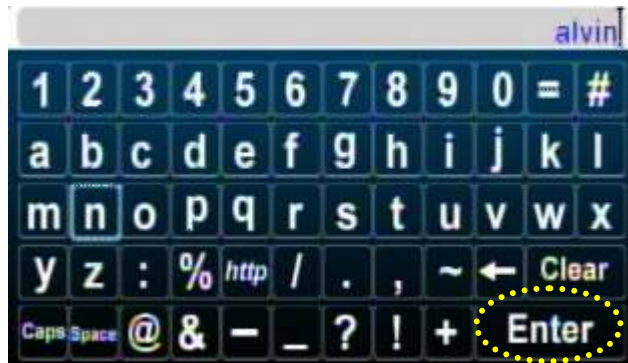 alvin
1 2 3 4 5 6 7 8 9 0 = #
a b c d e f g h i j k l
m n o p q r s t u v w x
y z : % http / . , ~ ← Clear
Caps Space @ & - _ ? ! + Enter